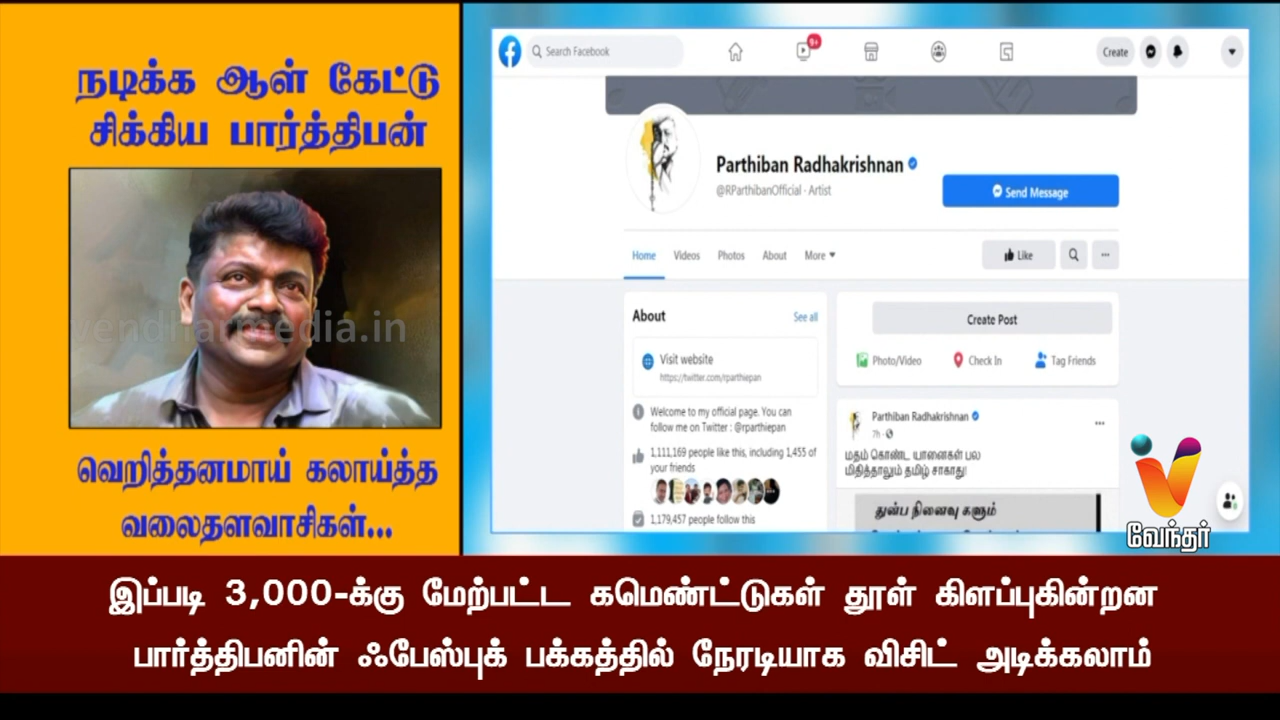 நடிக்க ஆள் கேட்டு
சிக்கிய பார்த்திபன்
vendharmedia.in
வெறித்தனமாய் கலாய்த்த
வலைதளவாசிகள்...
Search Facebook
9+
Create
Parthiban Radhakrishnan
@RParthibanOfficial · Artist
Send Message
Home Videos Photos About More
Like
About See all
Visit website
https://twitter.com/rparthiepan
Welcome to my official page. You can
follow me on Twitter : @rparthiepan
1,111,169 people like this, including 1,455 of
your friends
1,179,457 people follow this
Create Post
Photo/Video Check In Tag Friends
Parthiban Radhakrishnan
7h ·
மதம் கொண்ட யானைகள் பல
மிதித்தாலும் தமிழ் சாகாது!
துன்ப நினைவு களும்
வேந்தர்
இப்படி 3,000-க்கு மேற்பட்ட கமெண்ட்டுகள் தூள் கிளப்புகின்றன
பார்த்திபனின் ஃபேஸ்புக் பக்கத்தில் நேரடியாக விசிட் அடிக்கலாம்